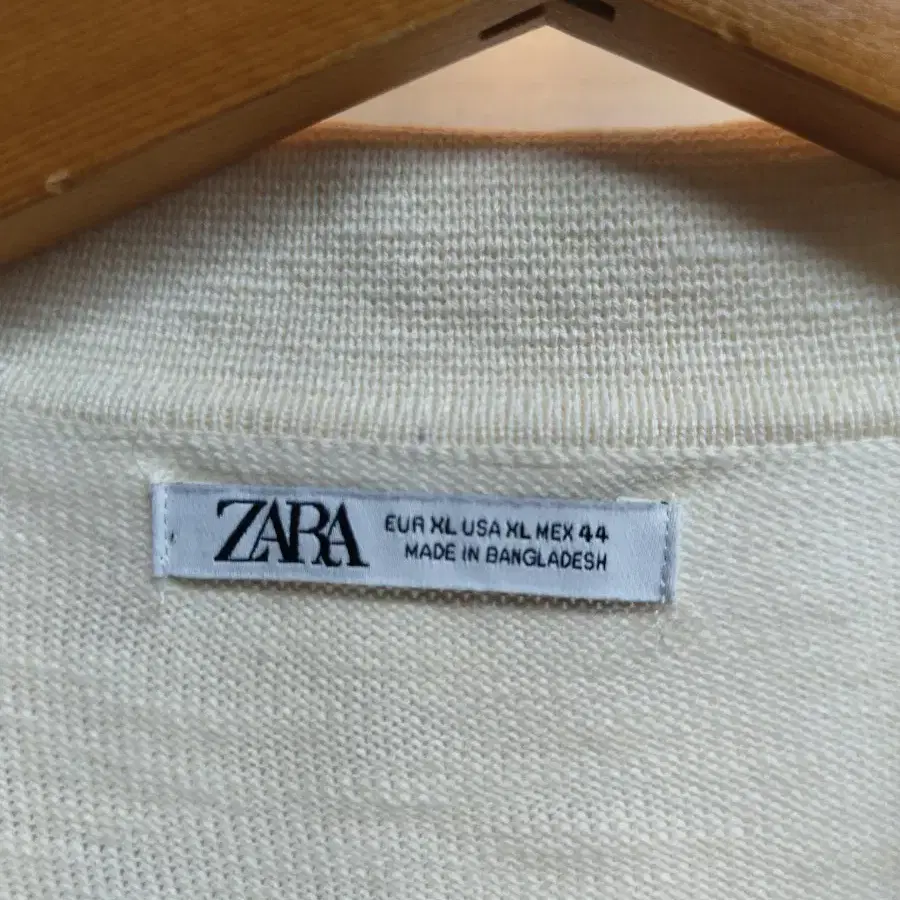 ZARA
EUR XL USA XL MEX 44
MADE IN BANGLADESH